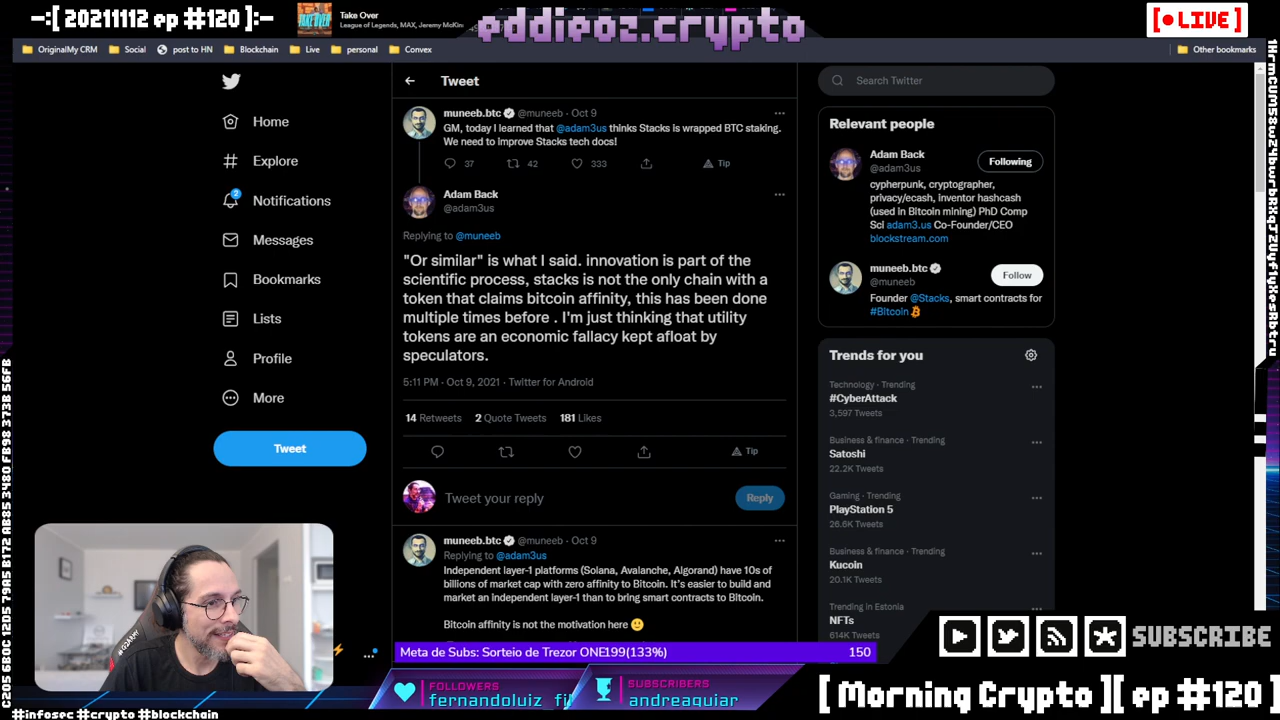 -:[ 20211112 ep #120 ]:-
Take Over
League of Legends, MAX, Jeremy McKin
eddieoz.crypto
[ ● LIVE ]
OriginalMy CRM
Social
post to HN
Blockchain
Live
personal
Convex
Other bookmarks
Home
Explore
2
Notifications
Messages
Bookmarks
Lists
Profile
More
Tweet
Tweet
muneeb.btc @muneeb · Oct 9
GM, today I learned that @adam3us thinks Stacks is wrapped BTC staking.
We need to improve Stacks tech docs!
37 42 333 Tip
Adam Back
@adam3us
Replying to @muneeb
"Or similar" is what I said. innovation is part of the
scientific process, stacks is not the only chain with a
token that claims bitcoin affinity, this has been done
multiple times before . I'm just thinking that utility
tokens are an economic fallacy kept afloat by
speculators.
5:11 PM · Oct 9, 2021 · Twitter for Android
14 Retweets 2 Quote Tweets 181 Likes
Tip
Tweet your reply
Reply
muneeb.btc @muneeb · Oct 9
Replying to @adam3us
Independent layer-1 platforms (Solana, Avalanche, Algorand) have 10s of
billions of market cap with zero affinity to Bitcoin. It's easier to build and
market an independent layer-1 than to bring smart contracts to Bitcoin.
Bitcoin affinity is not the motivation here 🙂
Search Twitter
Relevant people
Adam Back
@adam3us
Following
cypherpunk, cryptographer,
privacy/ecash, inventor hashcash
(used in Bitcoin mining) PhD Comp
Sci adam3.us Co-Founder/CEO
blockstream.com
muneeb.btc
@muneeb
Follow
Founder @Stacks, smart contracts for
#Bitcoin
Trends for you
Technology · Trending
#CyberAttack
3,597 Tweets
Business & finance · Trending
Satoshi
22.2K Tweets
Gaming · Trending
PlayStation 5
26.6K Tweets
Business & finance · Trending
Kucoin
20.1K Tweets
Trending in Estonia
NFTs
614K Tweets
Meta de Subs: Sorteio de Trezor ONE199(133%) 150
FOLLOWERS
fernandoluiz_fi
SUBSCRIBERS
andreaguiar
SUBSCRIBE
[ Morning Crypto ][ ep #120 ]
#infosec #crypto #blockchain